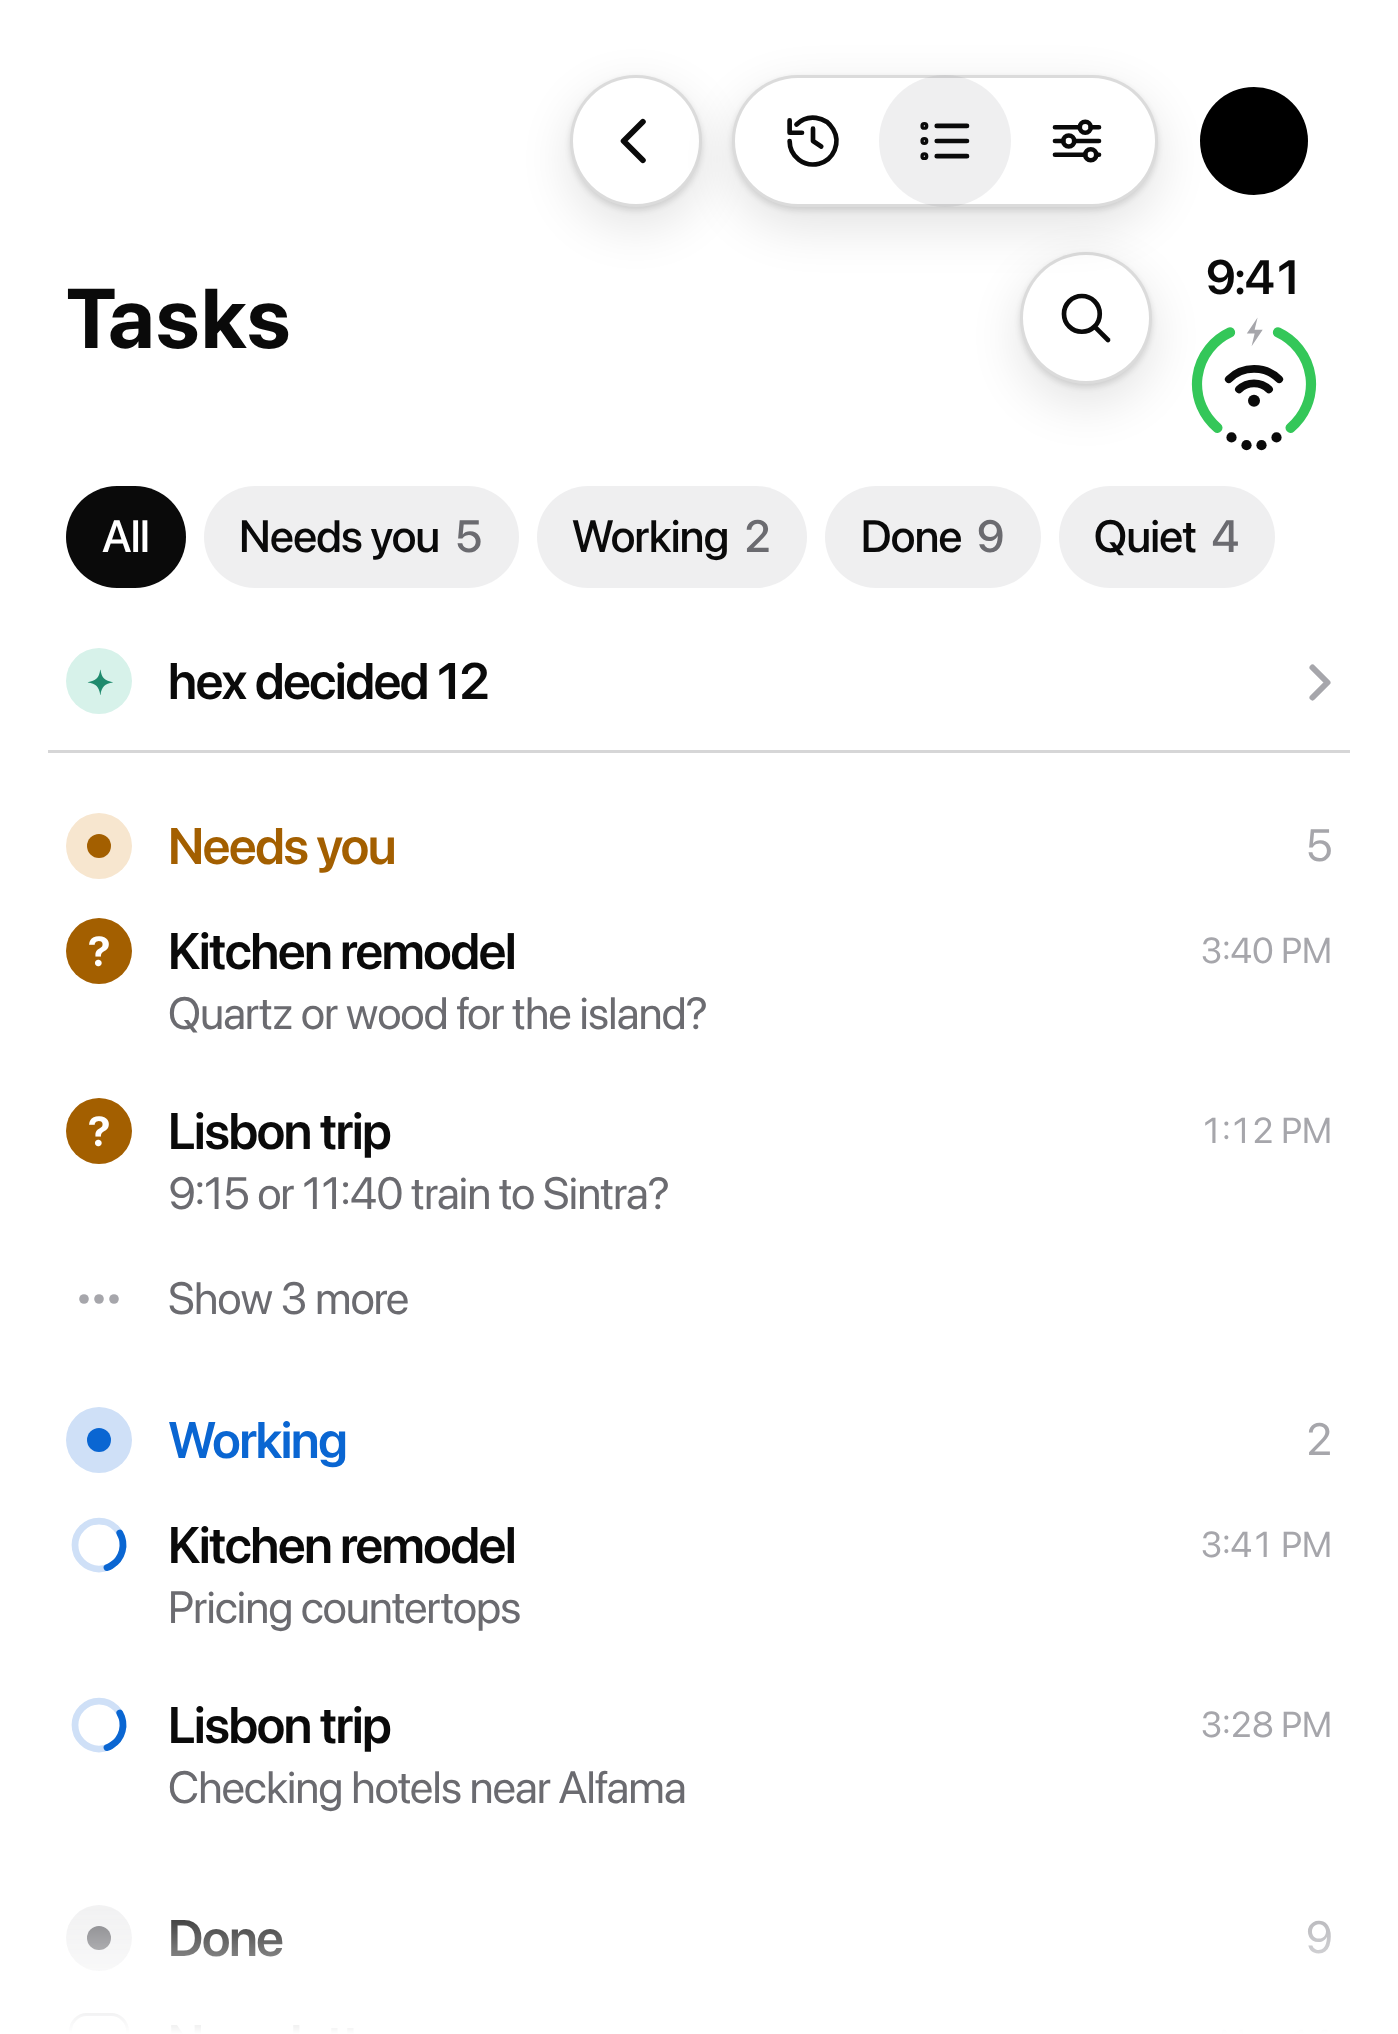 9:41
Tasks
All
Needs you 5
Working 2
Done 9
Quiet 4
hex decided 12
Needs you 5
? Kitchen remodel 3:40 PM
Quartz or wood for the island?
? Lisbon trip 1:12 PM
9:15 or 11:40 train to Sintra?
Show 3 more
Working 2
Kitchen remodel 3:41 PM
Pricing countertops
Lisbon trip 3:28 PM
Checking hotels near Alfama
Done 9